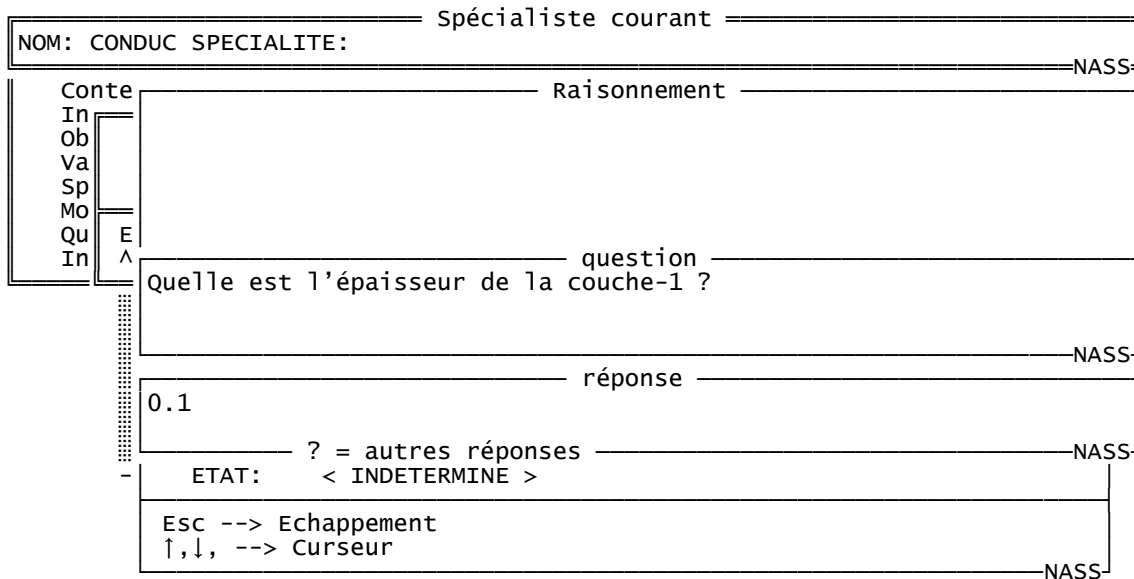 Spécialiste courant
NOM: CONDUC SPECIALITE:
NASS
Conte
Raisonnement
In
Ob
Va
Sp
Mo
Qu E
In ^
question
Quelle est l'épaisseur de la couche-1 ?
NASS
réponse
0.1
? = autres réponses
NASS
- ETAT: < INDETERMINE >
Esc --> Echappement
↑,↓, --> Curseur
NASS